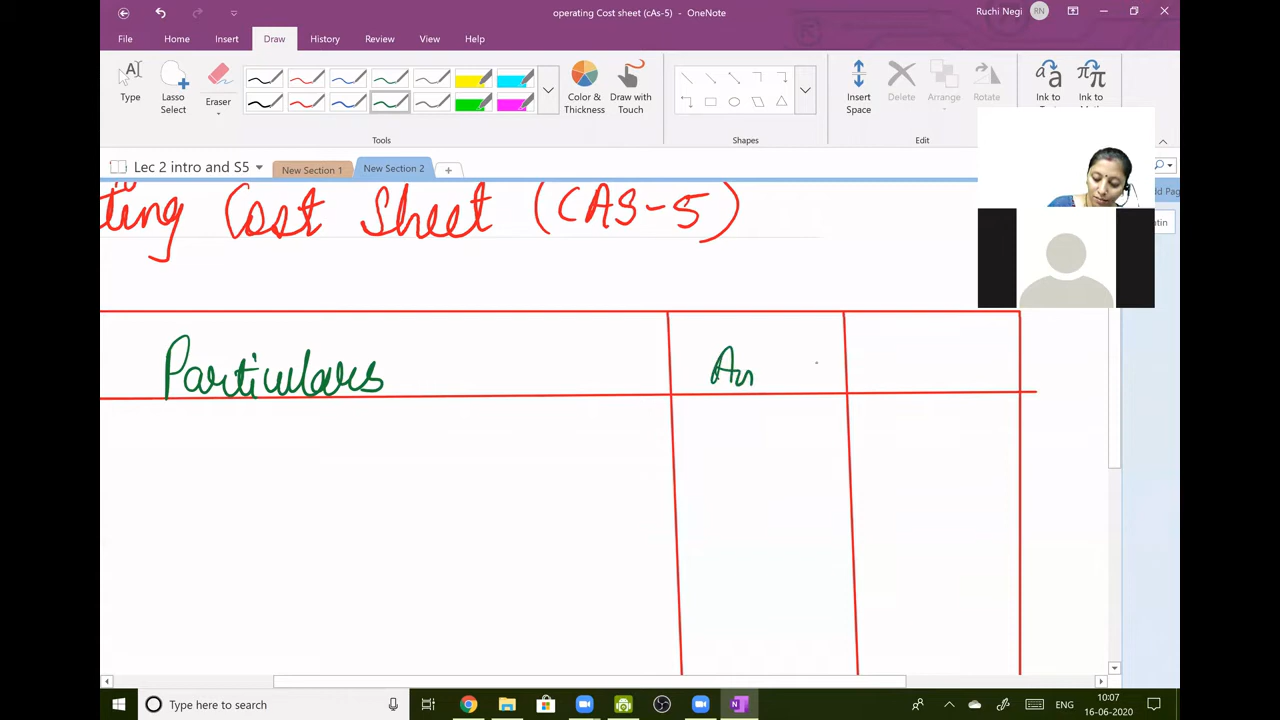 operating Cost sheet (cAs-5) - OneNote
Ruchi Negi
RN
File
Home
Insert
Draw
History
Review
View
Help
Type
Lasso
Select
Eraser
Color &
Thickness
Draw with
Touch
Insert
Space
Delete
Arrange
Rotate
Ink to
Ink to
Tools
Shapes
Edit
Lec 2 intro and S5
New Section 1
New Section 2
ting Cost Sheet (CAS-5)
Particulars
Am
Type here to search
ENG
10:07
16-06-2020